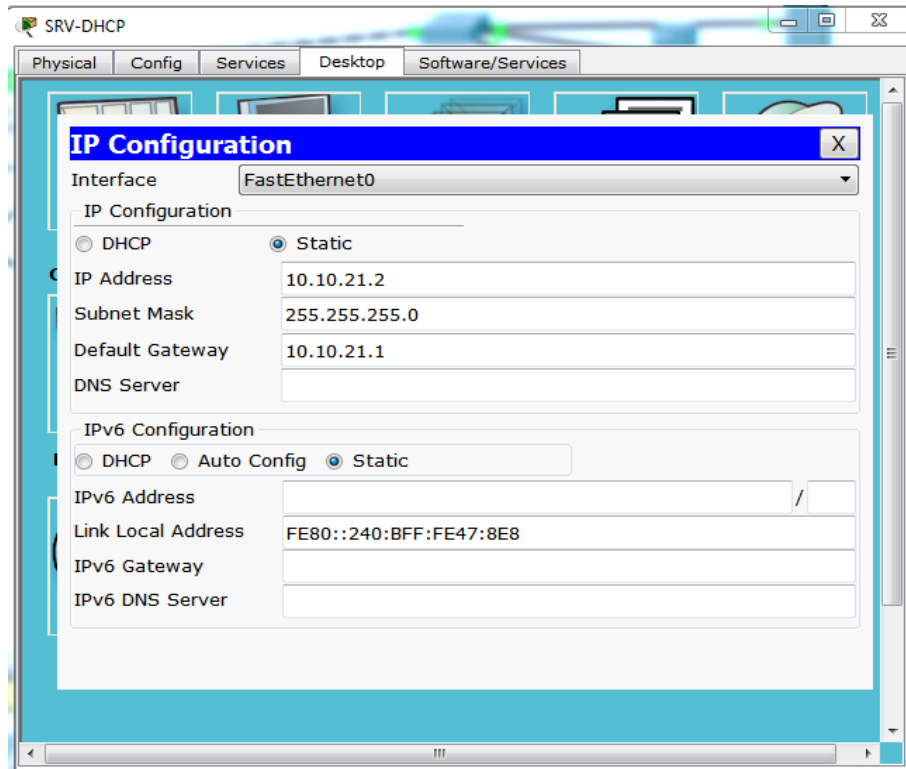 SRV-DHCP
Physical Config Services Desktop Software/Services
IP Configuration X
Interface FastEthernet0
IP Configuration
DHCP Static
IP Address 10.10.21.2
Subnet Mask 255.255.255.0
Default Gateway 10.10.21.1
DNS Server
IPv6 Configuration
DHCP Auto Config Static
IPv6 Address /
Link Local Address FE80::240:BFF:FE47:8E8
IPv6 Gateway
IPv6 DNS Server